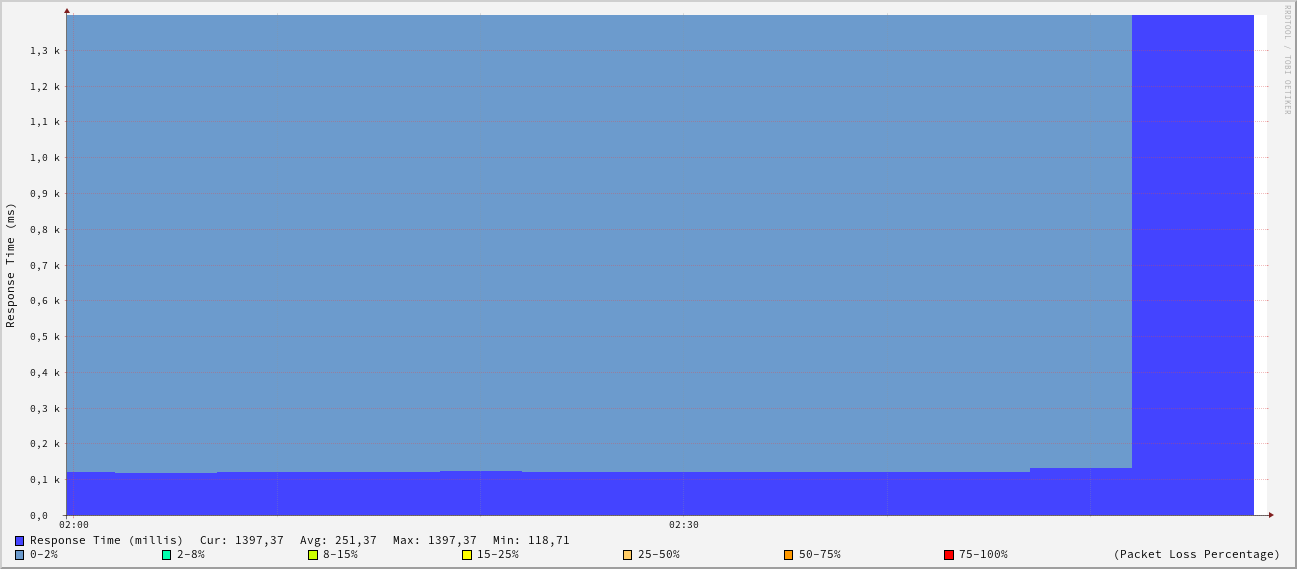 RRDTOOL / TOBI OETIKER
Response Time (ms)
1,3 k
1,2 k
1,1 k
1,0 k
0,9 k
0,8 k
0,7 k
0,6 k
0,5 k
0,4 k
0,3 k
0,2 k
0,1 k
0,0
02:00 02:30
Response Time (millis) Cur: 1397,37 Avg: 251,37 Max: 1397,37 Min: 118,71
0-2% 2-8% 8-15% 15-25% 25-50% 50-75% 75-100% (Packet Loss Percentage)